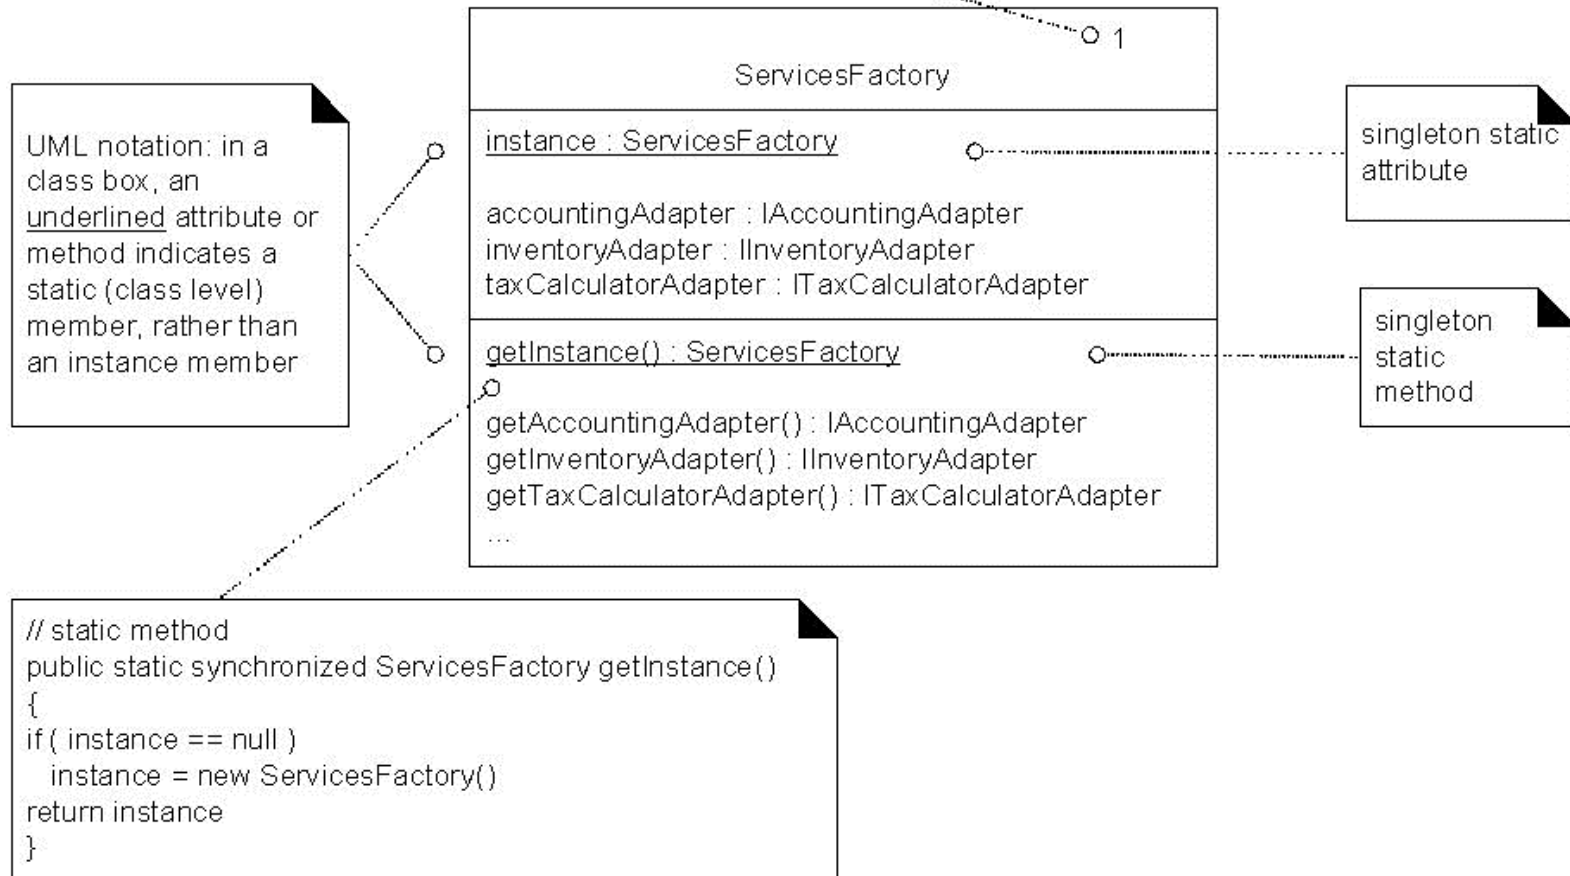 1
ServicesFactory
UML notation: in a
class box, an
underlined attribute or
method indicates a
static (class level)
member, rather than
an instance member
instance : ServicesFactory
accountingAdapter : IAccountingAdapter
inventoryAdapter : IInventoryAdapter
taxCalculatorAdapter : ITaxCalculatorAdapter
getInstance() : ServicesFactory
getAccountingAdapter() : IAccountingAdapter
getInventoryAdapter() : IInventoryAdapter
getTaxCalculatorAdapter() : ITaxCalculatorAdapter
...
singleton static
attribute
singleton
static
method
// static method
public static synchronized ServicesFactory getInstance()
{
if ( instance == null )
instance = new ServicesFactory()
return instance
}